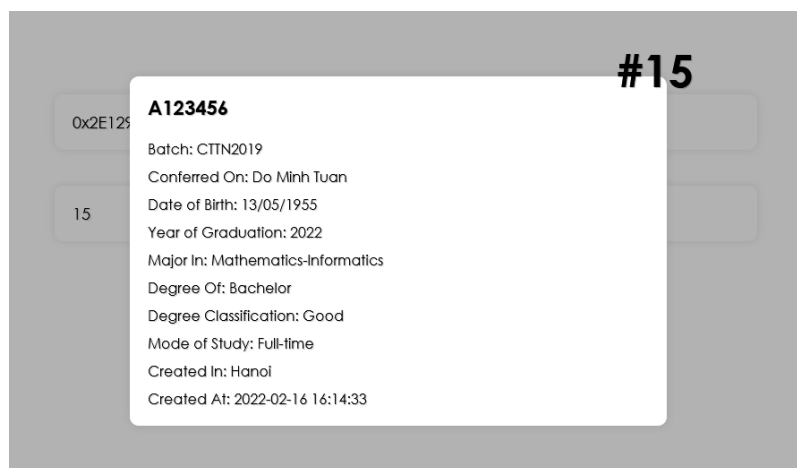 #15
A123456
0x2E129
Batch: CTTN2019
Conferred On: Do Minh Tuan
Date of Birth: 13/05/1955
15
Year of Graduation: 2022
Major In: Mathematics-Informatics
Degree Of: Bachelor
Degree Classification: Good
Mode of Study: Full-time
Created In: Hanoi
Created At: 2022-02-16 16:14:33